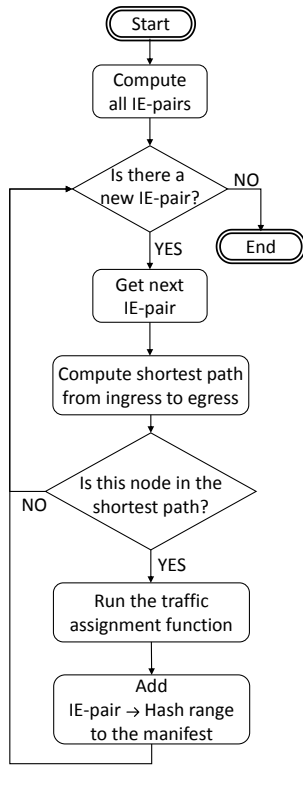 Start
Compute
all IE-pairs
Is there a
new IE-pair?
NO
End
YES
Get next
IE-pair
Compute shortest path
from ingress to egress
Is this node in the
shortest path?
NO
YES
Run the traffic
assignment function
Add
IE-pair → Hash range
to the manifest